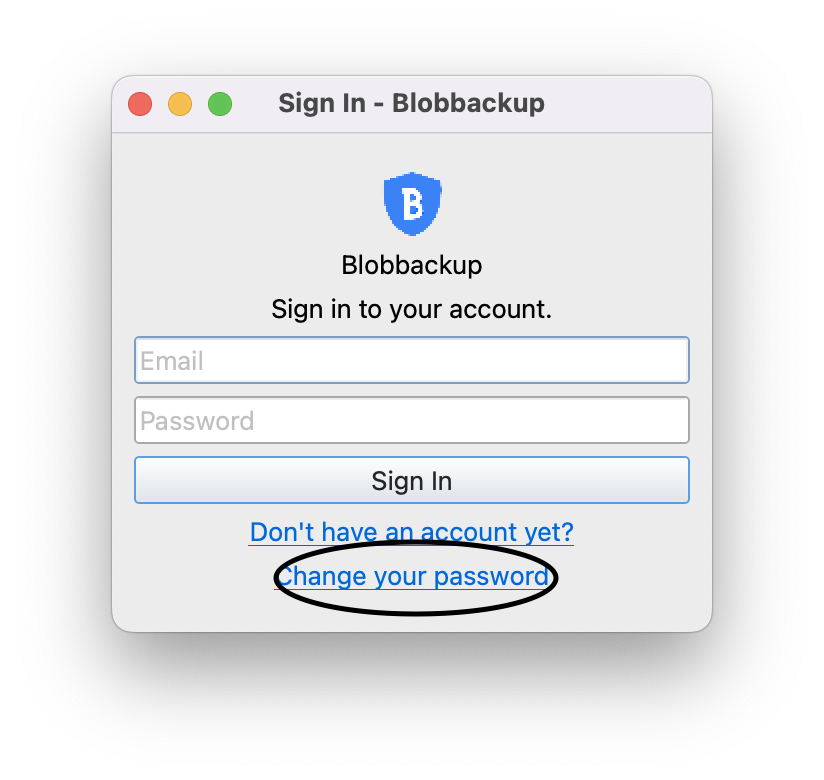 Sign In - Blobbackup
B
Blobbackup
Sign in to your account.
Email
Password
Sign In
Don't have an account yet?
Change your password